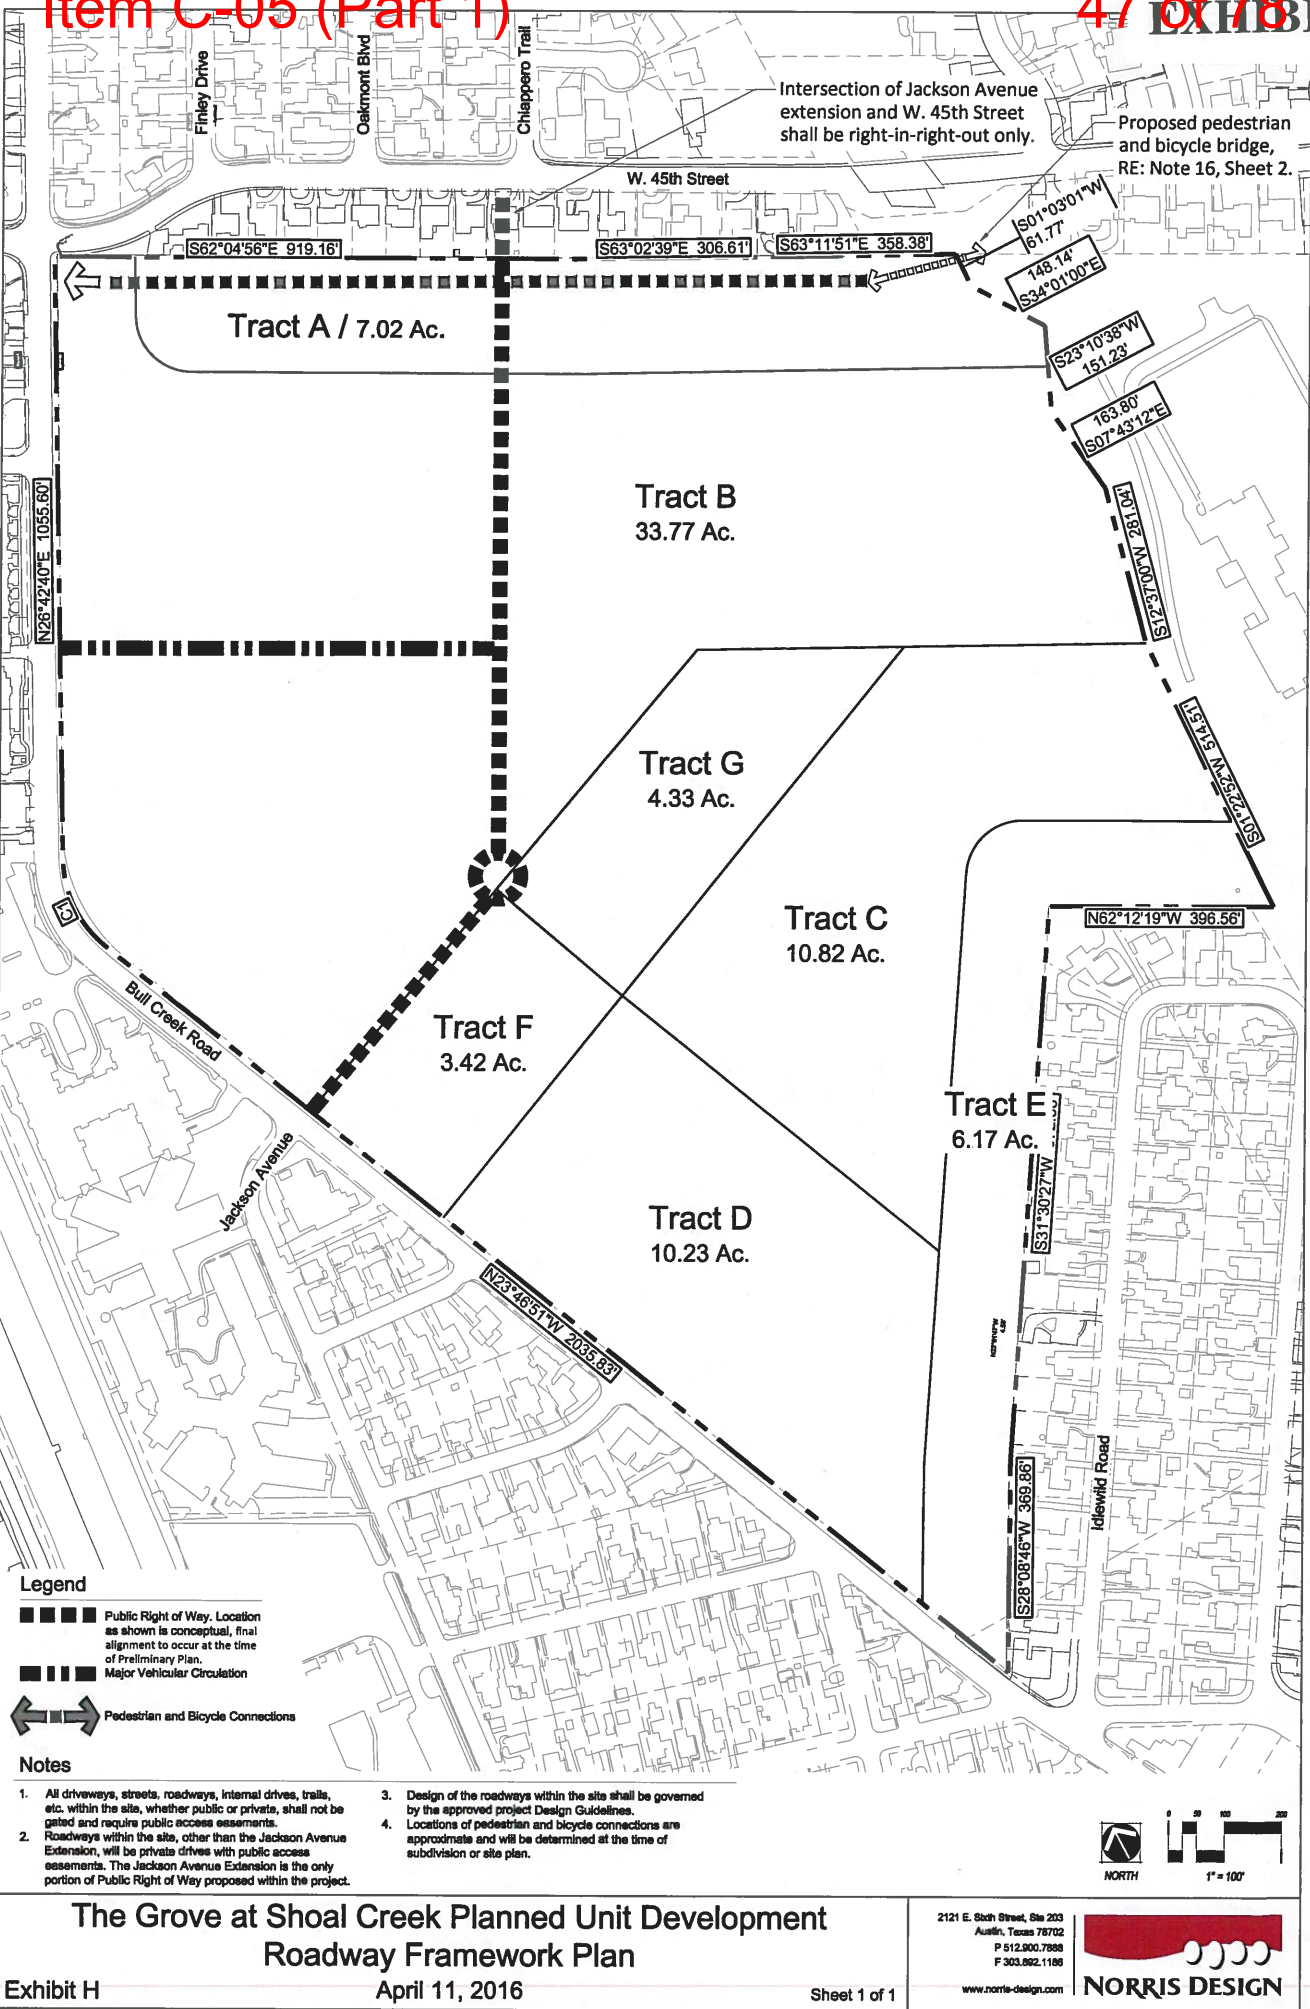 Item C-05 (Part 1)
47 of 78
EXHIBI
Finley Drive
Oakmont Blvd
Chiappero Trail
Intersection of Jackson Avenue
extension and W. 45th Street
shall be right-in-right-out only.
Proposed pedestrian
and bicycle bridge,
RE: Note 16, Sheet 2.
W. 45th Street
S62°04'56"E 919.16'
S63°02'39"E 306.61'
S63°11'51"E 358.38'
S01°03'01"W
61.77'
148.14'
S34°01'00"E
Tract A / 7.02 Ac.
S23°10'38"W
151.23'
163.80'
S07°43'12"E
N26°42'40"E 1055.60'
Tract B
33.77 Ac.
S12°37'00"W 281.04'
Tract G
4.33 Ac.
S01°22'52"W 514.51'
C1
Tract C
10.82 Ac.
N62°12'19"W 396.56'
Bull Creek Road
Tract F
3.42 Ac.
Tract E
6.17 Ac.
S31°30'27"W
Jackson Avenue
Tract D
10.23 Ac.
N23°46'51"W 2035.83'
Idlewild Road
S28°08'46"W 369.86'
Legend
Public Right of Way. Location
as shown is conceptual, final
alignment to occur at the time
of Preliminary Plan.
Major Vehicular Circulation
Pedestrian and Bicycle Connections
Notes
1. All driveways, streets, roadways, internal drives, trails,
etc. within the site, whether public or private, shall not be
gated and require public access easements.
2. Roadways within the site, other than the Jackson Avenue
Extension, will be private drives with public access
easements. The Jackson Avenue Extension is the only
portion of Public Right of Way proposed within the project.
3. Design of the roadways within the site shall be governed
by the approved project Design Guidelines.
4. Locations of pedestrian and bicycle connections are
approximate and will be determined at the time of
subdivision or site plan.
NORTH
0 50 100 200
1" = 100'
The Grove at Shoal Creek Planned Unit Development
Roadway Framework Plan
Exhibit H
April 11, 2016
Sheet 1 of 1
2121 E. Sixth Street, Ste 203
Austin, Texas 78702
P 512.900.7888
F 303.892.1186
www.norris-design.com
NORRIS DESIGN